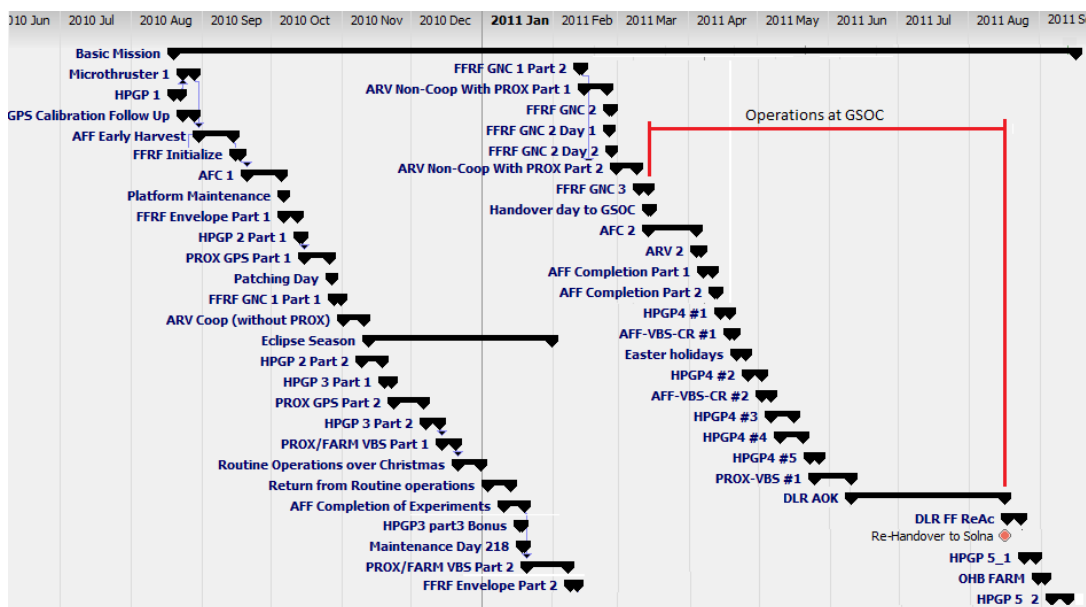 2010 Jun 2010 Jul 2010 Aug 2010 Sep 2010 Oct 2010 Nov 2010 Dec 2011 Jan 2011 Feb 2011 Mar 2011 Apr 2011 May 2011 Jun 2011 Jul 2011 Aug 2011 S
Basic Mission
Microthruster 1
HPGP 1
GPS Calibration Follow Up
AFF Early Harvest
FFRF Initialize
AFC 1
Platform Maintenance
FFRF Envelope Part 1
HPGP 2 Part 1
PROX GPS Part 1
Patching Day
FFRF GNC 1 Part 1
ARV Coop (without PROX)
Eclipse Season
HPGP 2 Part 2
HPGP 3 Part 1
PROX GPS Part 2
HPGP 3 Part 2
PROX/FARM VBS Part 1
Routine Operations over Christmas
Return from Routine operations
AFF Completion of Experiments
HPGP3 part3 Bonus
Maintenance Day 218
PROX/FARM VBS Part 2
FFRF Envelope Part 2
FFRF GNC 1 Part 2
ARV Non-Coop With PROX Part 1
FFRF GNC 2
FFRF GNC 2 Day 1
FFRF GNC 2 Day 2
ARV Non-Coop With PROX Part 2
FFRF GNC 3
Handover day to GSOC
AFC 2
ARV 2
AFF Completion Part 1
AFF Completion Part 2
HPGP4 #1
AFF-VBS-CR #1
Easter holidays
HPGP4 #2
AFF-VBS-CR #2
HPGP4 #3
HPGP4 #4
HPGP4 #5
PROX-VBS #1
DLR AOK
Operations at GSOC
DLR FF ReAc
Re-Handover to Solna
HPGP 5_1
OHB FARM
HPGP 5_2